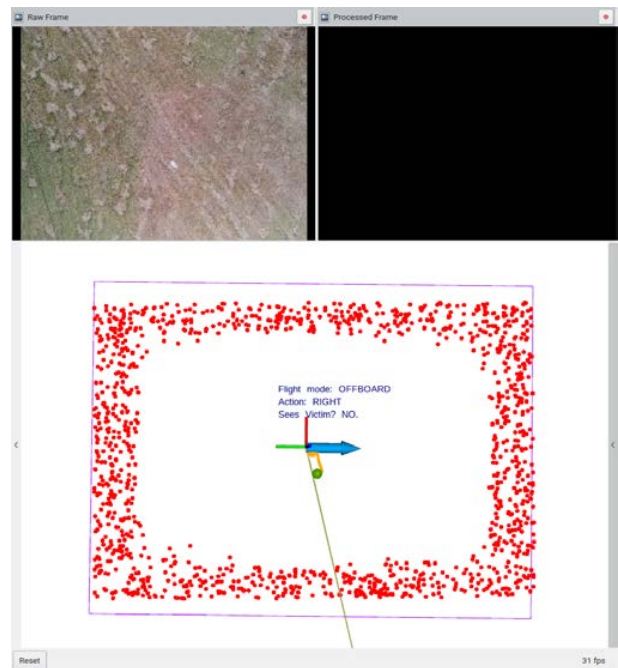 Raw Frame
Processed Frame
Flight mode: OFFBOARD
Action: RIGHT
Sees Victim? NO.
Reset
31 fps